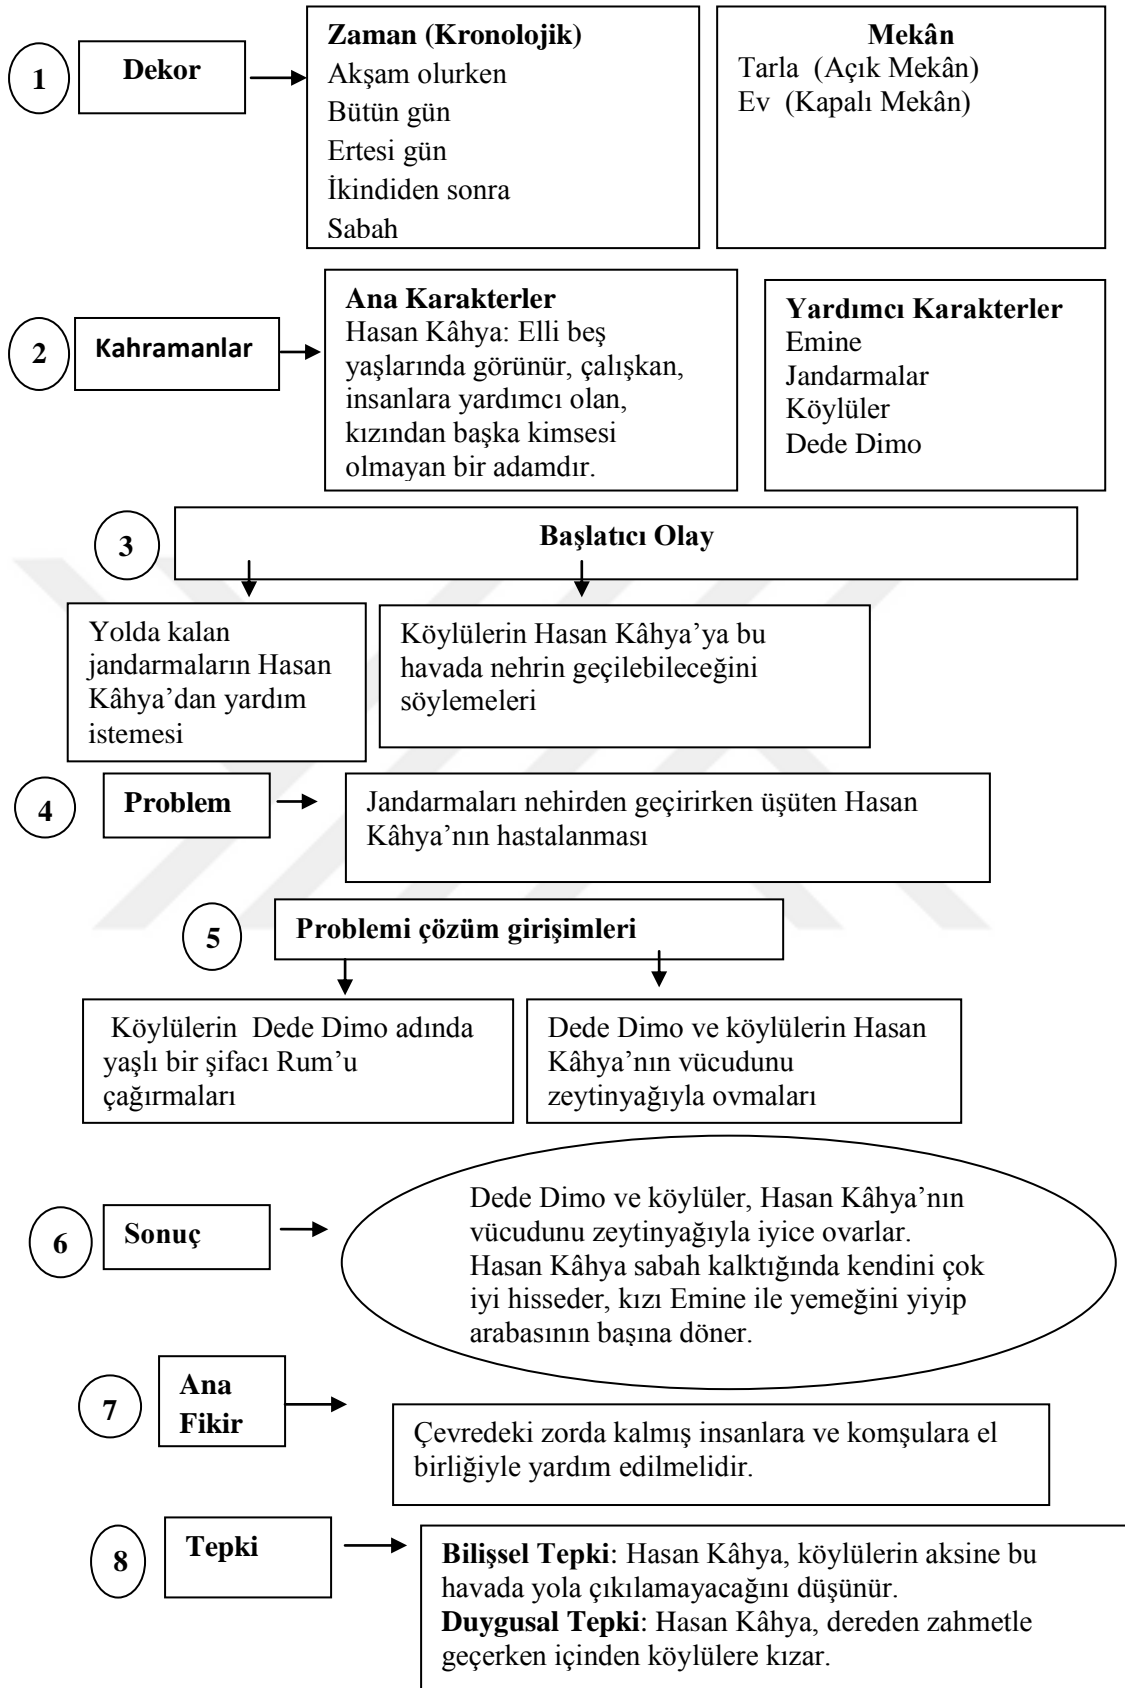 1
Dekor
Zaman (Kronolojik)
Akşam olurken
Bütün gün
Ertesi gün
İkindiden sonra
Sabah
Mekân
Tarla (Açık Mekân)
Ev (Kapalı Mekân)
2
Kahramanlar
Ana Karakterler
Hasan Kâhya: Elli beş
yaşlarında görünür, çalışkan,
insanlara yardımcı olan,
kızından başka kimsesi
olmayan bir adamdır.
Yardımcı Karakterler
Emine
Jandarmalar
Köylüler
Dede Dimo
3
Başlatıcı Olay
Yolda kalan
jandarmaların Hasan
Kâhya’dan yardım
istemesi
Köylülerin Hasan Kâhya’ya bu
havada nehrin geçilebileceğini
söylemeleri
4
Problem
Jandarmaları nehirden geçirirken üşüten Hasan
Kâhya’nın hastalanması
5
Problemi çözüm girişimleri
Köylülerin Dede Dimo adında
yaşlı bir şifacı Rum’u
çağırmaları
Dede Dimo ve köylülerin Hasan
Kâhya’nın vücudunu
zeytinyağıyla ovmaları
6
Sonuç
Dede Dimo ve köylüler, Hasan Kâhya’nın
vücudunu zeytinyağıyla iyice ovarlar.
Hasan Kâhya sabah kalktığında kendini çok
iyi hisseder, kızı Emine ile yemeğini yiyip
arabasının başına döner.
7
Ana
Fikir
Çevredeki zorda kalmış insanlara ve komşulara el
birliğiyle yardım edilmelidir.
8
Tepki
Bilişsel Tepki: Hasan Kâhya, köylülerin aksine bu
havada yola çıkılamayacağını düşünür.
Duygusal Tepki: Hasan Kâhya, dereden zahmetle
geçerken içinden köylülere kızar.